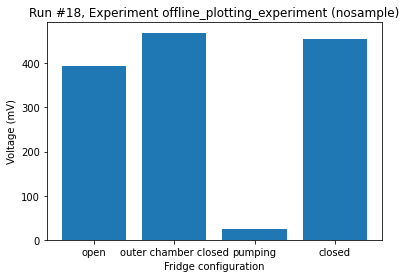 Run #18, Experiment offline_plotting_experiment (nosample)
Voltage (mV)
400
300
200
100
0
open outer chamber closed pumping closed
Fridge configuration